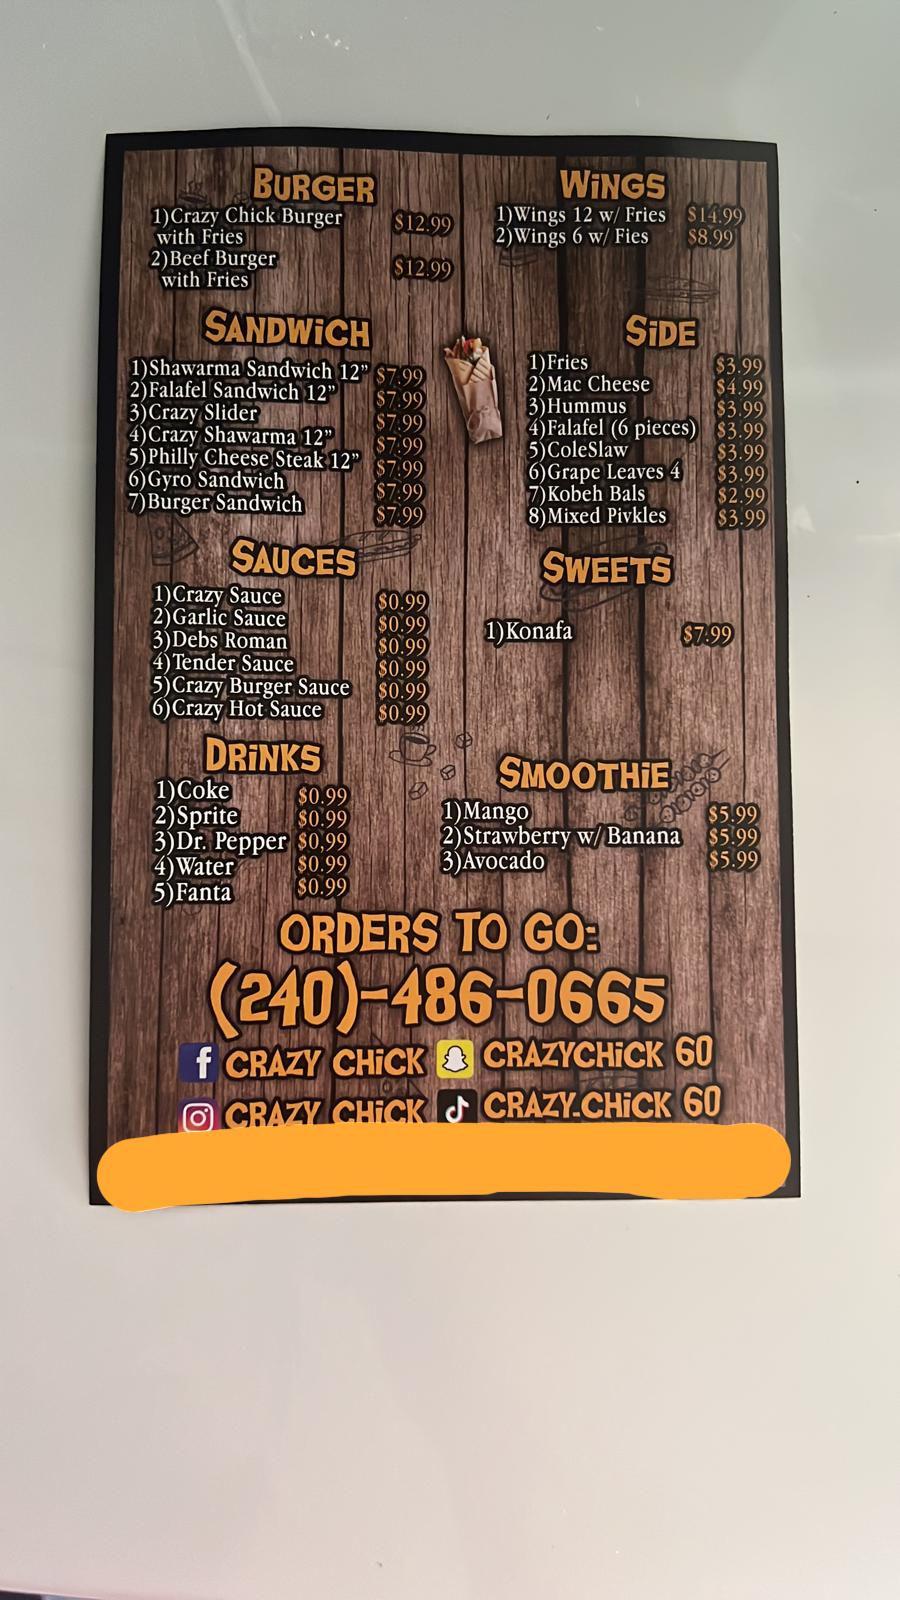 BURGER
1)Crazy Chick Burger $12.99
with Fries
2)Beef Burger $12.99
with Fries
WiNGS
1)Wings 12 w/ Fries $14.99
2)Wings 6 w/ Fies $8.99
SANDWiCH
1)Shawarma Sandwich 12” $7.99
2)Falafel Sandwich 12” $7.99
3)Crazy Slider $7.99
4)Crazy Shawarma 12” $7.99
5)Philly Cheese Steak 12” $7.99
6)Gyro Sandwich $7.99
7)Burger Sandwich $7.99
SiDE
1)Fries $3.99
2)Mac Cheese $4.99
3)Hummus $3.99
4)Falafel (6 pieces) $3.99
5)ColeSlaw $3.99
6)Grape Leaves 4 $3.99
7)Kobeh Bals $2.99
8)Mixed Pivkles $3.99
SAUCES
1)Crazy Sauce $0.99
2)Garlic Sauce $0.99
3)Debs Roman $0.99
4)Tender Sauce $0.99
5)Crazy Burger Sauce $0.99
6)Crazy Hot Sauce $0.99
SWEETS
1)Konafa $7.99
DRiNKS
1)Coke $0.99
2)Sprite $0.99
3)Dr. Pepper $0,99
4)Water $0.99
5)Fanta $0.99
SMOOTHiE
1)Mango $5.99
2)Strawberry w/ Banana $5.99
3)Avocado $5.99
ORDERS TO GO:
(240)-486-0665
f CRAZY CHiCK CRAZYCHiCK 60
CRAZY CHiCK CRAZY_CHiCK 60